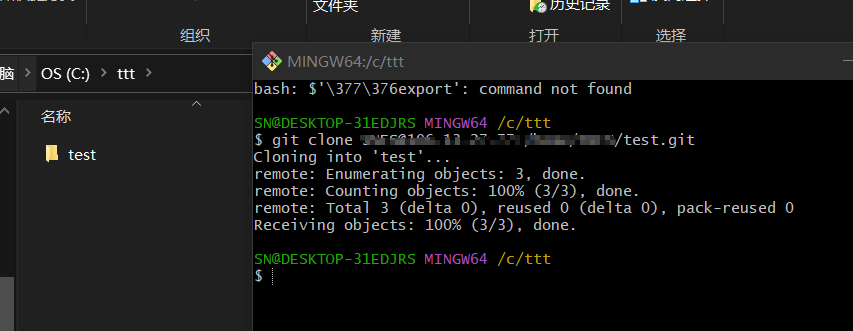 文件夹
历史记录
组织
新建
打开
选择
MINGW64:/c/ttt
脑 OS (C:) ttt
名称
test
bash: $'\377\376export': command not found
SN@DESKTOP-31EDJRS MINGW64 /c/ttt
$ git clone /test.git
Cloning into 'test'...
remote: Enumerating objects: 3, done.
remote: Counting objects: 100% (3/3), done.
remote: Total 3 (delta 0), reused 0 (delta 0), pack-reused 0
Receiving objects: 100% (3/3), done.
SN@DESKTOP-31EDJRS MINGW64 /c/ttt
$